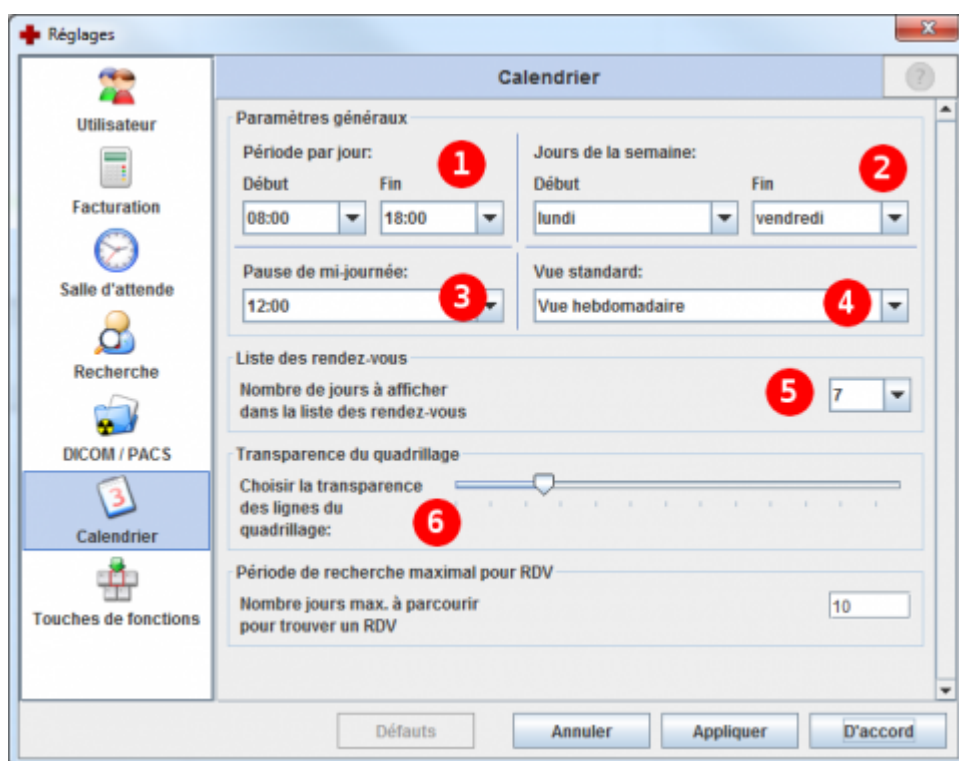 Réglages
Calendrier
?
Utilisateur
Facturation
Salle d'attende
Recherche
DICOM / PACS
3
Calendrier
Touches de fonctions
Paramètres généraux
Période par jour:
1
Début
Fin
08:00
18:00
Jours de la semaine:
2
Début
Fin
lundi
vendredi
Pause de mi-journée:
3
12:00
Vue standard:
4
Vue hebdomadaire
Liste des rendez-vous
Nombre de jours à afficher
dans la liste des rendez-vous
5
7
Transparence du quadrillage
Choisir la transparence
des lignes du
quadrillage:
6
Période de recherche maximal pour RDV
Nombre jours max. à parcourir
pour trouver un RDV
10
Défauts
Annuler
Appliquer
D'accord